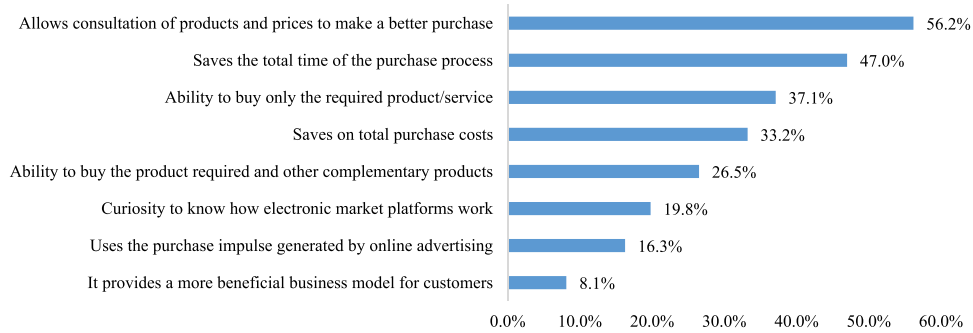 Allows consultation of products and prices to make a better purchase 56.2%
Saves the total time of the purchase process 47.0%
Ability to buy only the required product/service 37.1%
Saves on total purchase costs 33.2%
Ability to buy the product required and other complementary products 26.5%
Curiosity to know how electronic market platforms work 19.8%
Uses the purchase impulse generated by online advertising 16.3%
It provides a more beneficial business model for customers 8.1%
0.0% 10.0% 20.0% 30.0% 40.0% 50.0% 60.0%